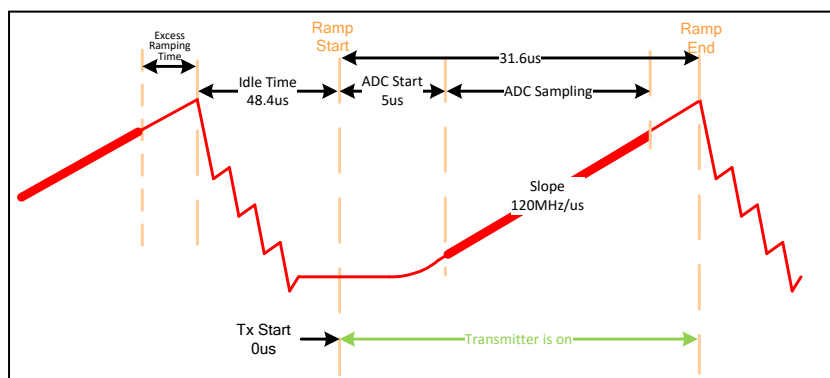 Excess
Ramping
Time
Ramp
Start
Ramp
End
31.6us
Idle Time
48.4us
ADC Start
5us
ADC Sampling
Slope
120MHz/us
Tx Start
0us
Transmitter is on